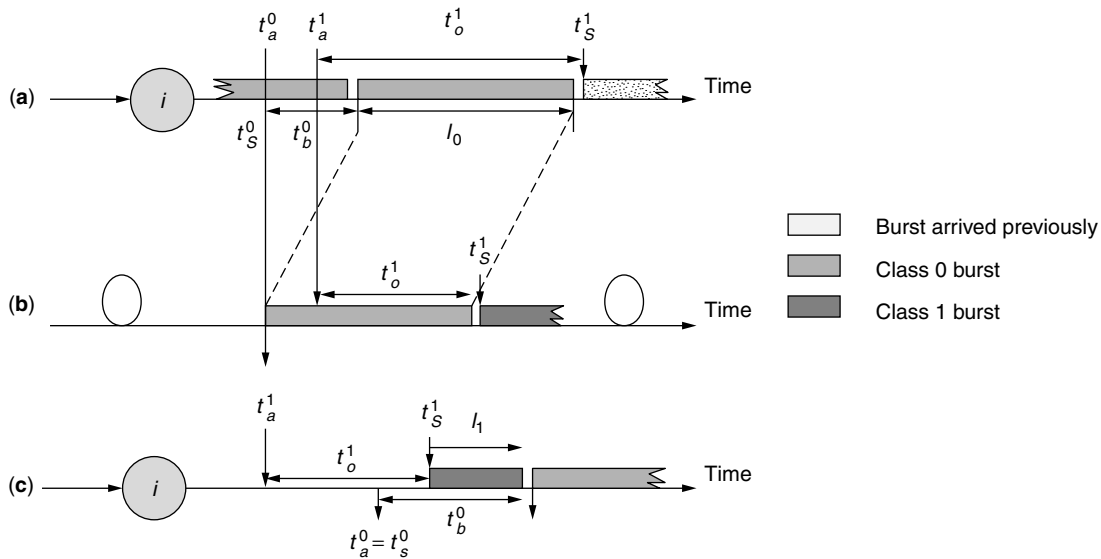 t_a^0 t_a^1 t_o^1 t_S^1
Time
(a) i
t_S^0 t_b^0 l_0
t_S^1
Burst arrived previously
t_o^1
Class 0 burst
(b) Time
Class 1 burst
t_a^1 t_S^1 l_1
t_o^1 Time
(c) i
t_b^0
t_a^0 = t_s^0